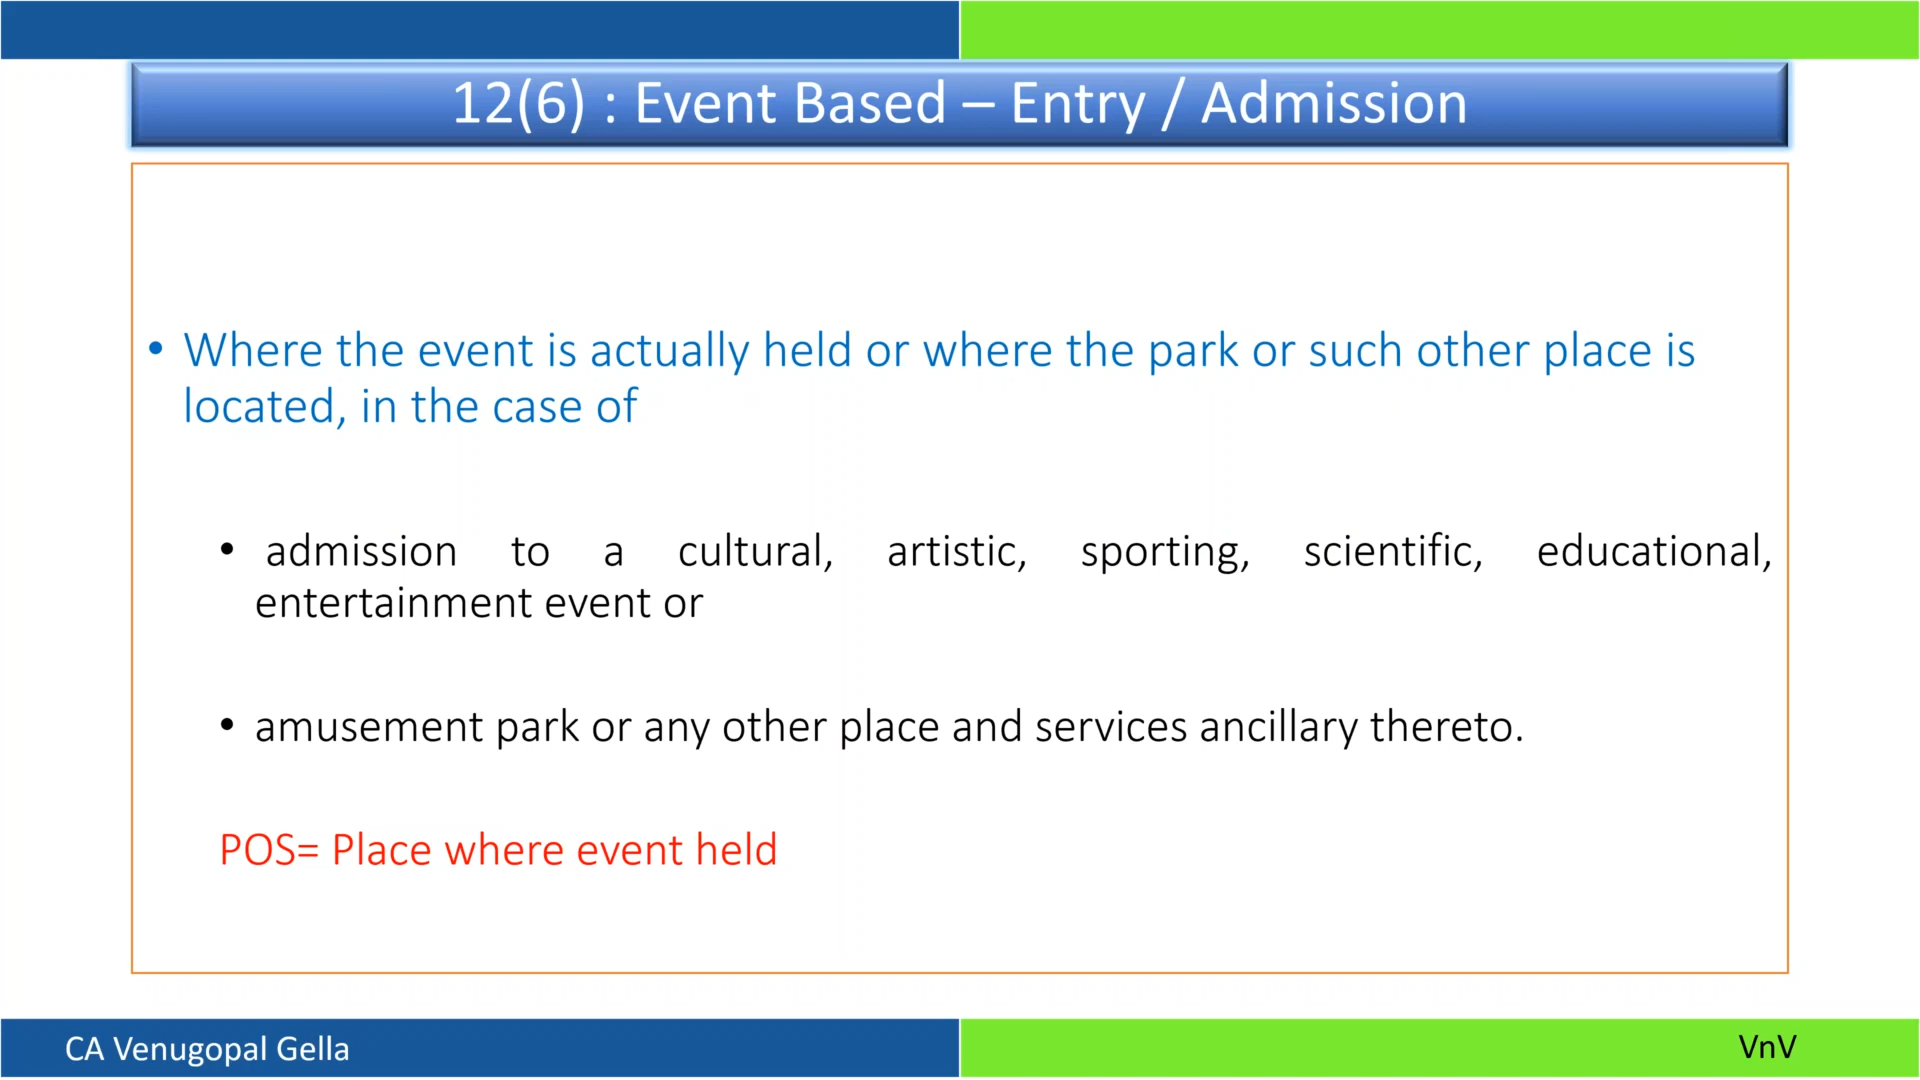 12(6) : Event Based – Entry / Admission
• Where the event is actually held or where the park or such other place is
located, in the case of
• admission to a cultural, artistic, sporting, scientific, educational,
entertainment event or
• amusement park or any other place and services ancillary thereto.
POS= Place where event held
CA Venugopal Gella
VnV